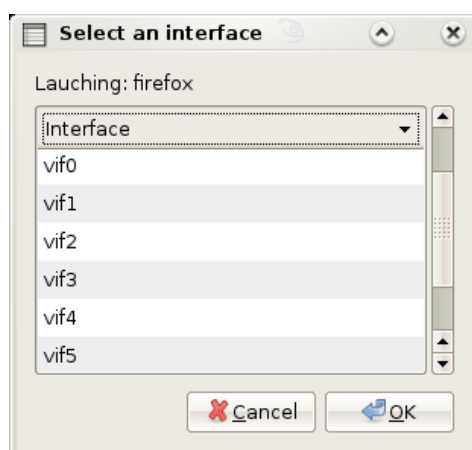 Select an interface
Lauching: firefox
Interface
vif0
vif1
vif2
vif3
vif4
vif5
Cancel
OK